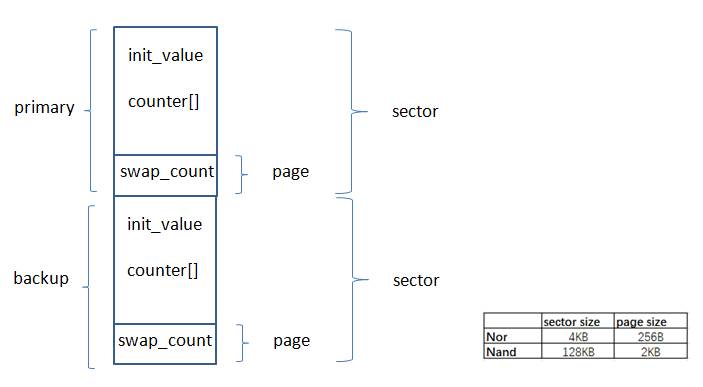 init_value
primary
counter[]
sector
swap_count
page
init_value
backup
counter[]
sector
swap_count
page
sector size page size
Nor 4KB 256B
Nand 128KB 2KB